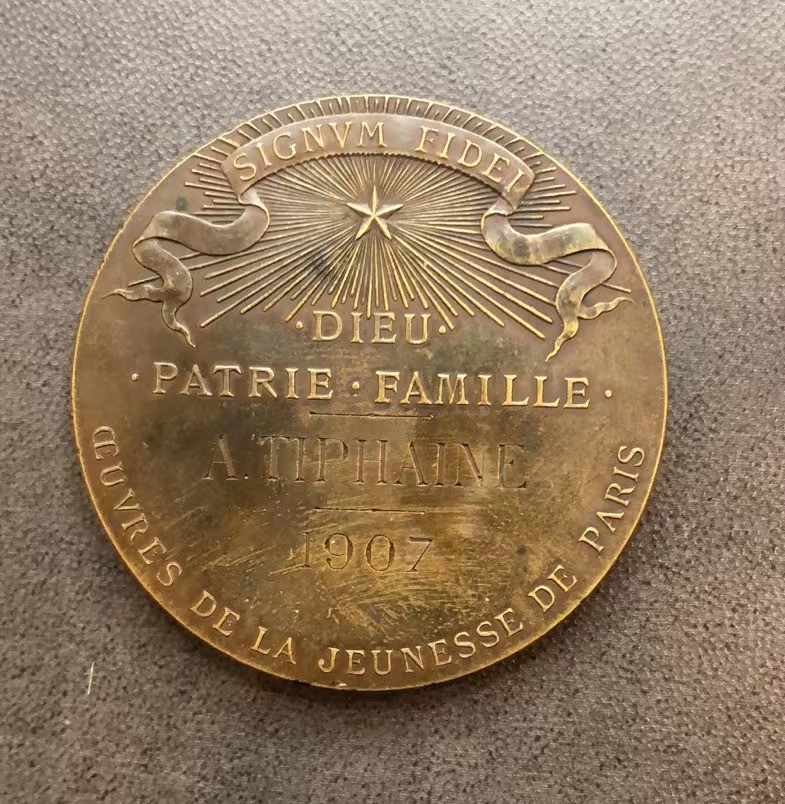 SIGNVM FIDEI
·DIEU·
·PATRIE·FAMILLE·
A.TIPHAINE
1907
ŒUVRES DE LA JEUNESSE DE PARIS